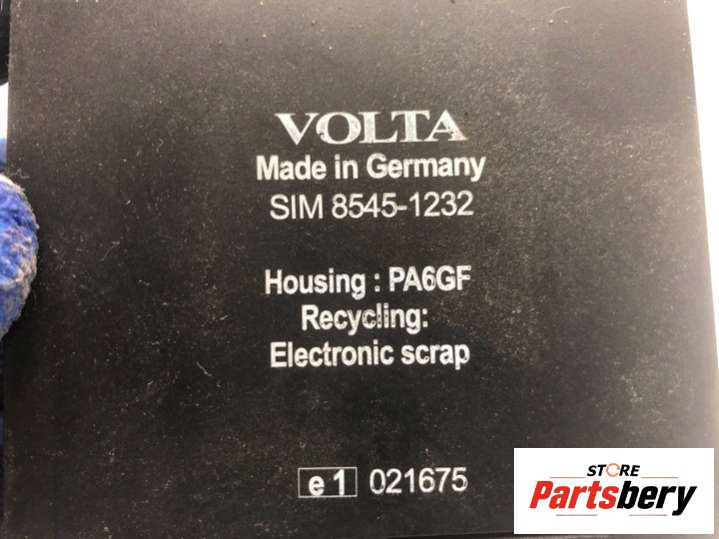 VOLTA
Made in Germany
SIM 8545-1232
Housing : PA6GF
Recycling:
Electronic scrap
e1 021675
STORE
Partsbery